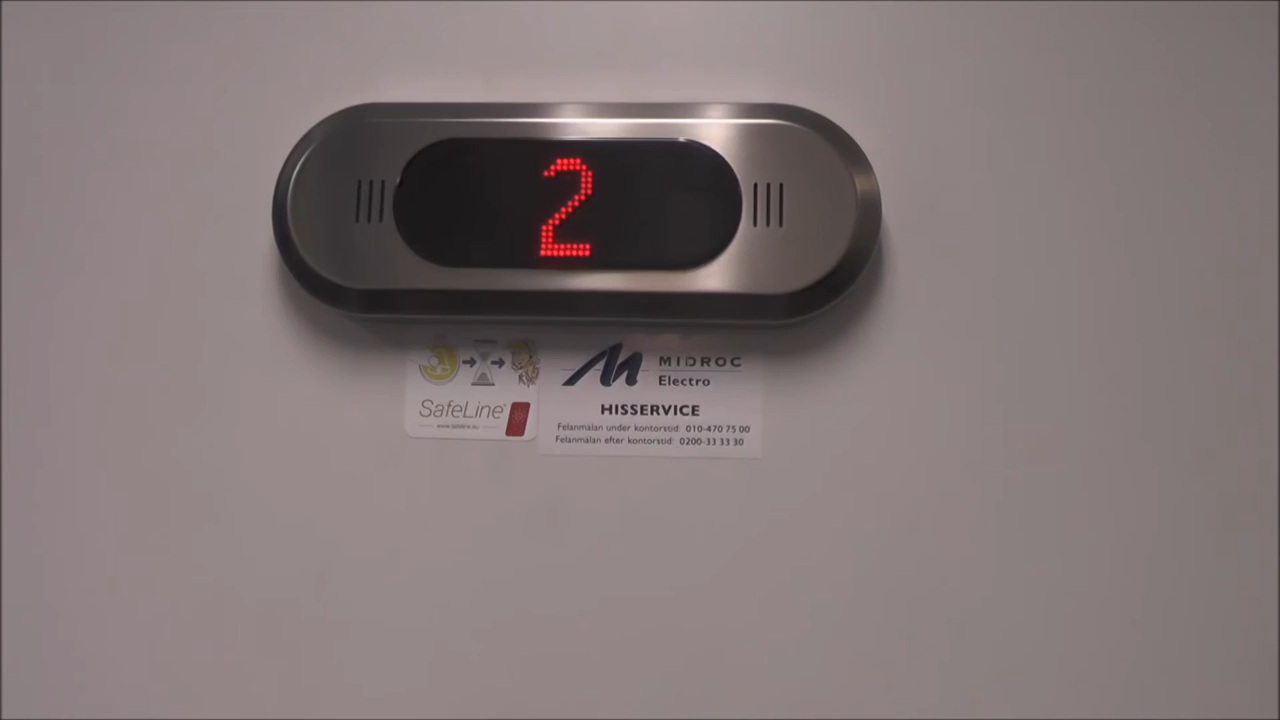 2
SafeLine
MIDROC
Electro
HISSERVICE
Felanmälan under kontorstid: 010-470 75 00
Felanmälan efter kontorstid: 0200-33 33 30